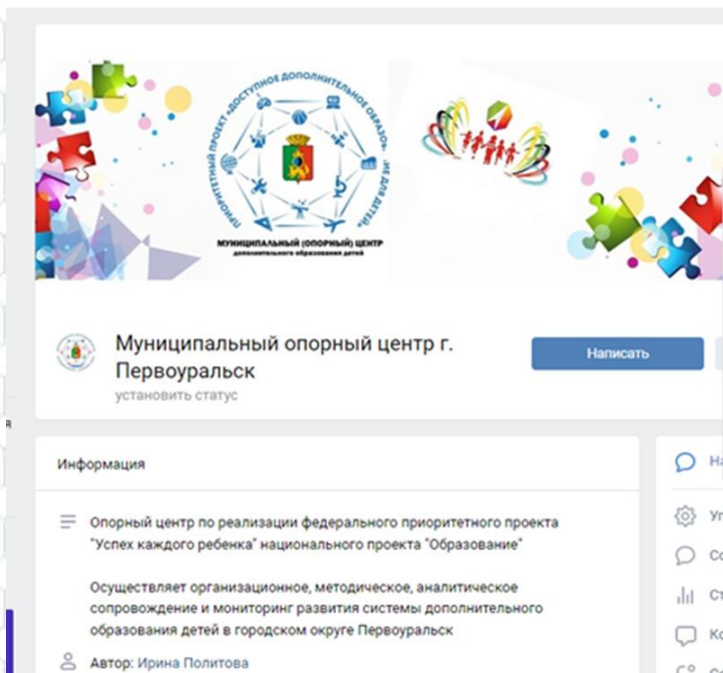 ПРИОРИТЕТНЫЙ ПРОЕКТ «ДОСТУПНОЕ ДОПОЛНИТЕЛЬНОЕ ОБРАЗОВ ИЕ ДЛЯ ДЕТЕЙ»
МУНИЦИПАЛЬНЫЙ (ОПОРНЫЙ) ЦЕНТР
дополнительного образования детей
Муниципальный опорный центр г.
Первоуральск
установить статус
Написать
Информация
Опорный центр по реализации федерального приоритетного проекта
"Успех каждого ребенка" национального проекта "Образование"
Осуществляет организационное, методическое, аналитическое
сопровождение и мониторинг развития системы дополнительного
образования детей в городском округе Первоуральск
Автор: Ирина Политова